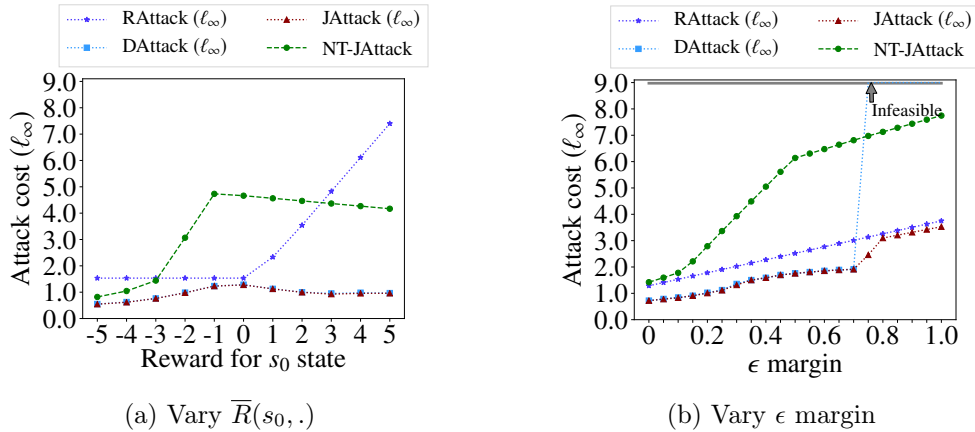 RAttack (ℓ∞) JAttack (ℓ∞)
DAttack (ℓ∞) NT-JAttack
9.0
8.0
7.0
6.0
5.0
4.0
3.0
2.0
1.0
0.0
Attack cost (ℓ∞)
-5 -4 -3 -2 -1 0 1 2 3 4 5
Reward for s₀ state
(a) Vary R̅(s₀, .)
RAttack (ℓ∞) JAttack (ℓ∞)
DAttack (ℓ∞) NT-JAttack
9.0
8.0
7.0
6.0
5.0
4.0
3.0
2.0
1.0
0.0
Attack cost (ℓ∞)
Infeasible
0 0.2 0.4 0.6 0.8 1.0
ϵ margin
(b) Vary ϵ margin